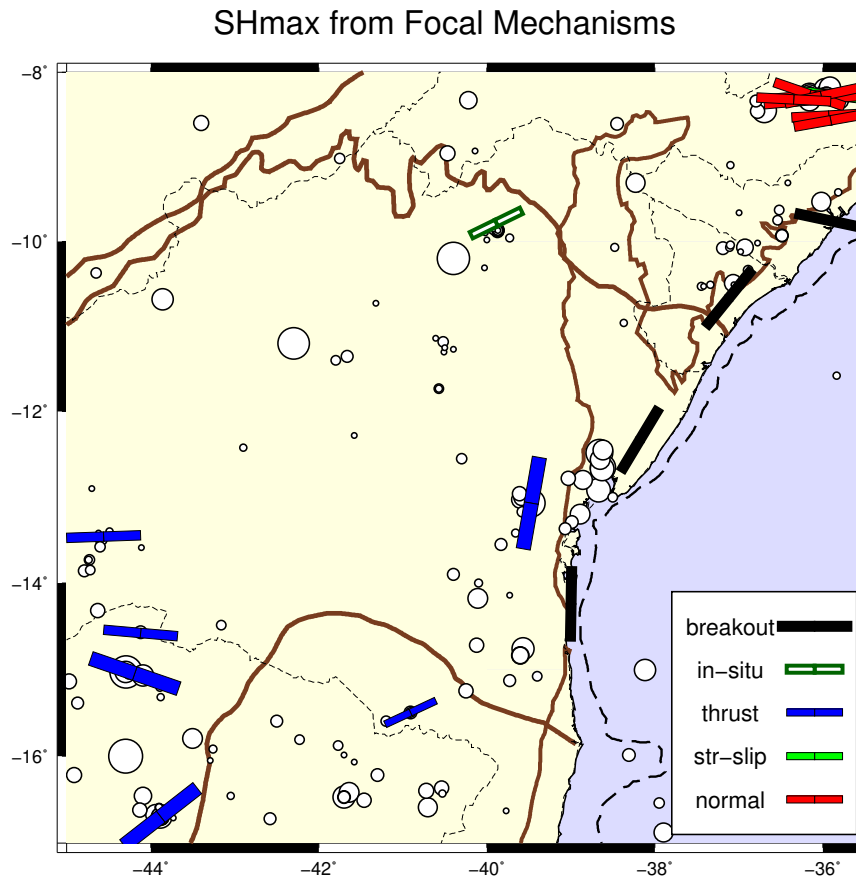 SHmax from Focal Mechanisms
−8˚
−10˚
−12˚
−14˚
−16˚
breakout
in−situ
thrust
str−slip
normal
−44˚
−42˚
−40˚
−38˚
−36˚